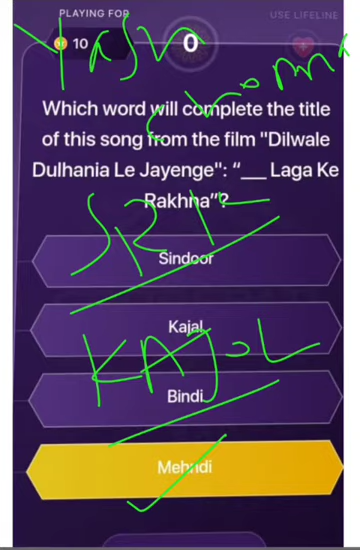 PLAYING FOR
USE LIFELINE
10
0
Yash
Chopra
Which word will complete the title
of this song from the film "Dilwale
Dulhania Le Jayenge": “___ Laga Ke
Rakhna”?
SRK
Sindoor
Kajal
KAJOL
Bindi
Mehndi